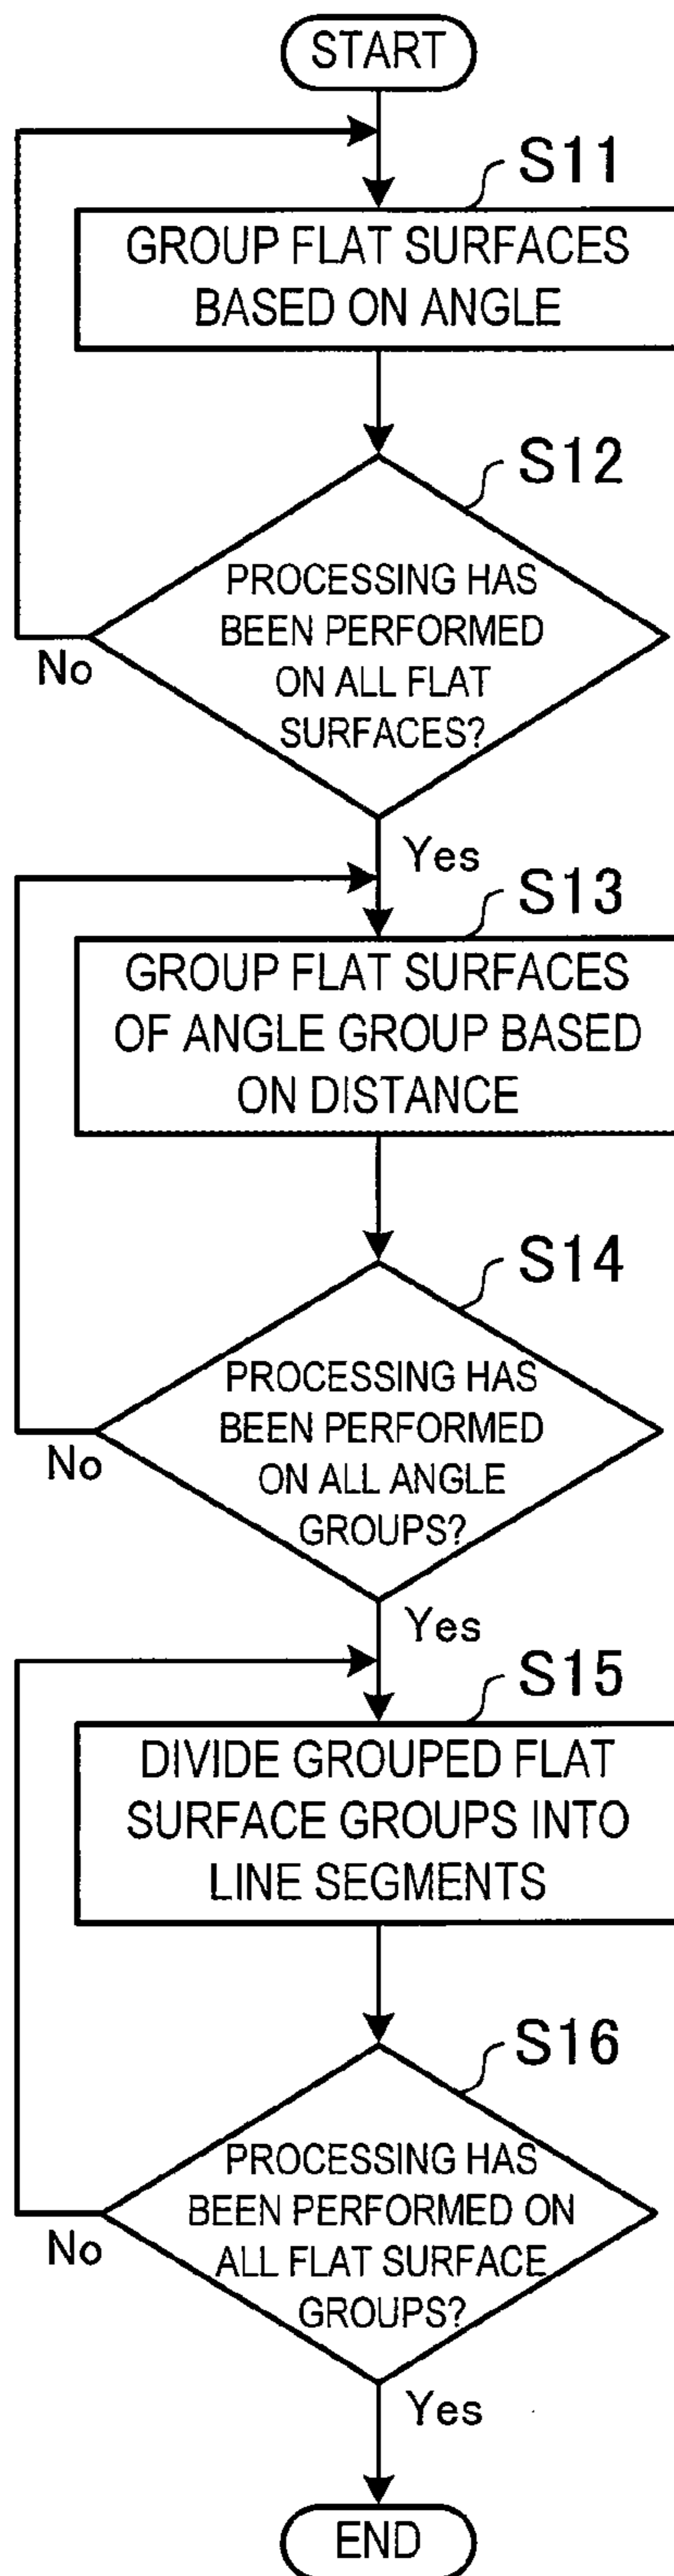 START
S11
GROUP FLAT SURFACES
BASED ON ANGLE
S12
PROCESSING HAS
BEEN PERFORMED
ON ALL FLAT
SURFACES?
No
Yes
S13
GROUP FLAT SURFACES
OF ANGLE GROUP BASED
ON DISTANCE
S14
PROCESSING HAS
BEEN PERFORMED
ON ALL ANGLE
GROUPS?
No
Yes
S15
DIVIDE GROUPED FLAT
SURFACE GROUPS INTO
LINE SEGMENTS
S16
PROCESSING HAS
BEEN PERFORMED ON
ALL FLAT SURFACE
GROUPS?
No
Yes
END